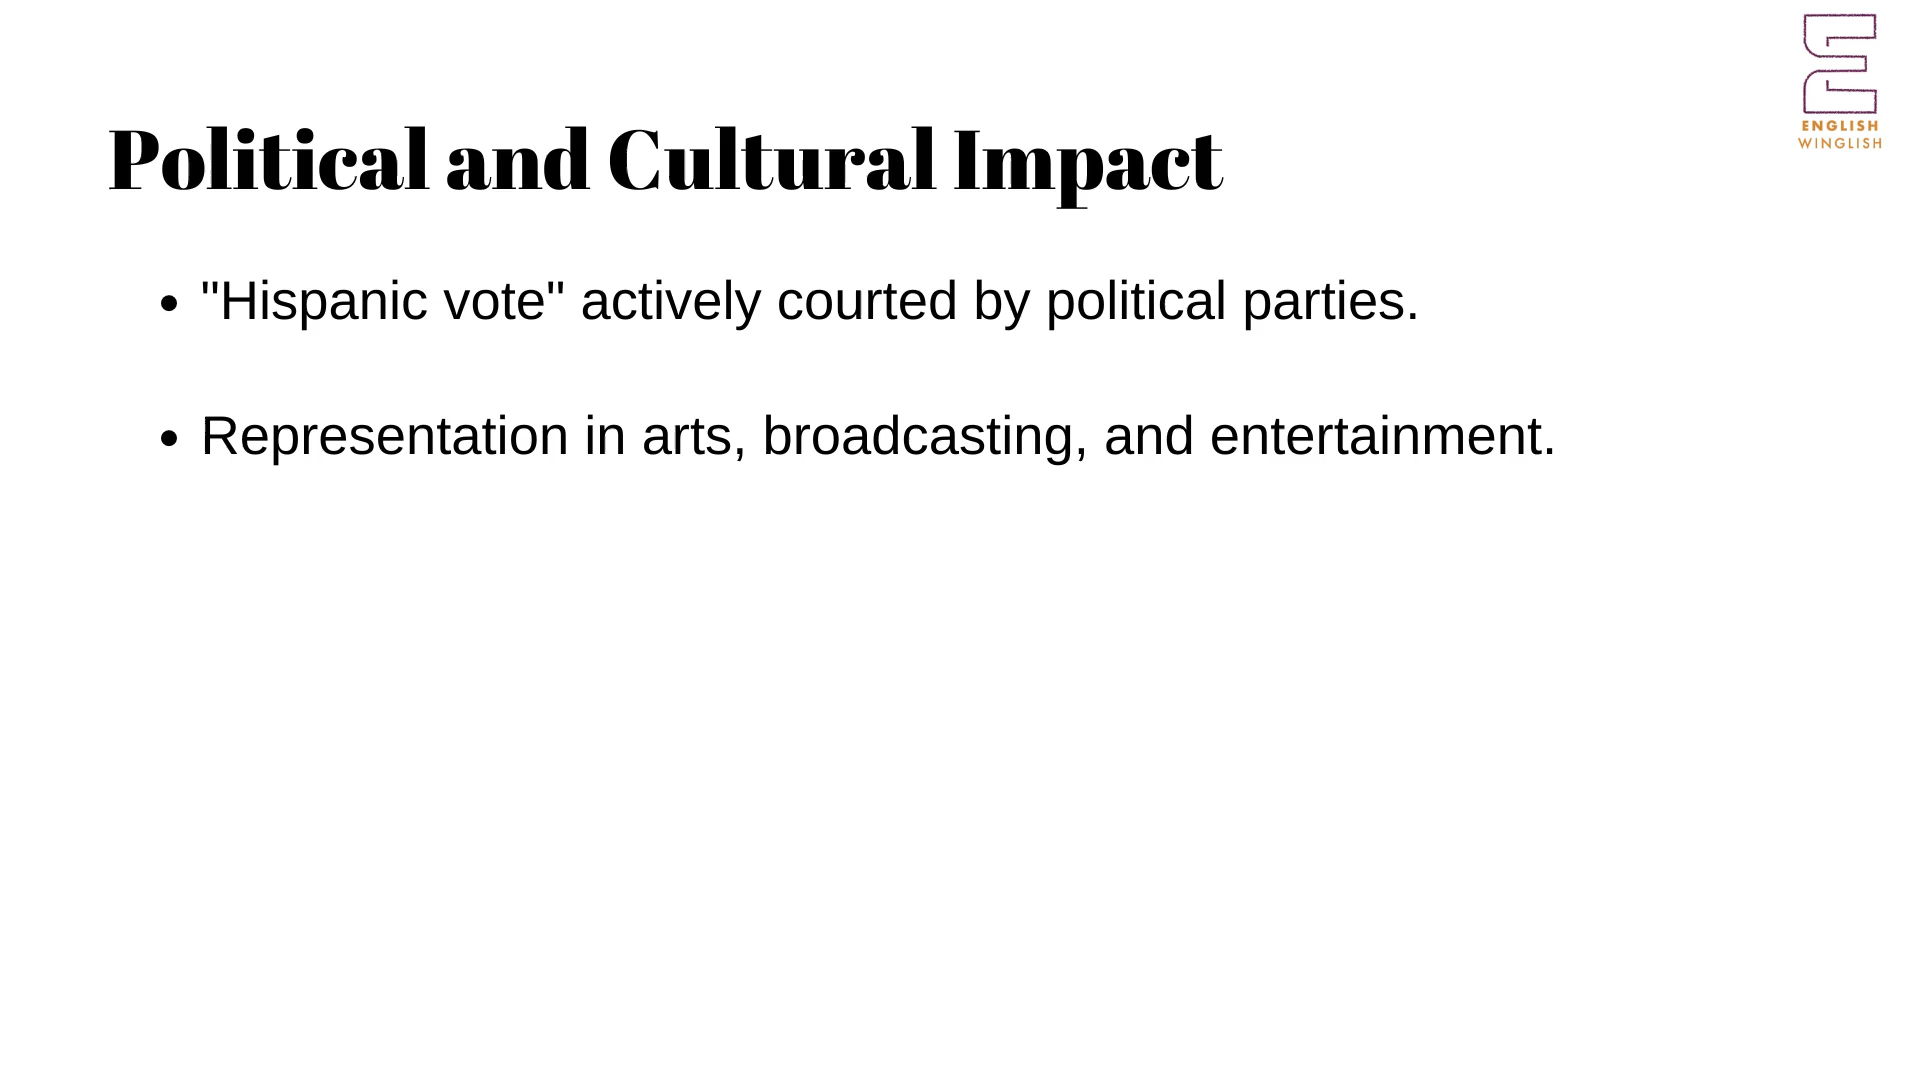 ENGLISH
WINGLISH
Political and Cultural Impact
• "Hispanic vote" actively courted by political parties.
• Representation in arts, broadcasting, and entertainment.